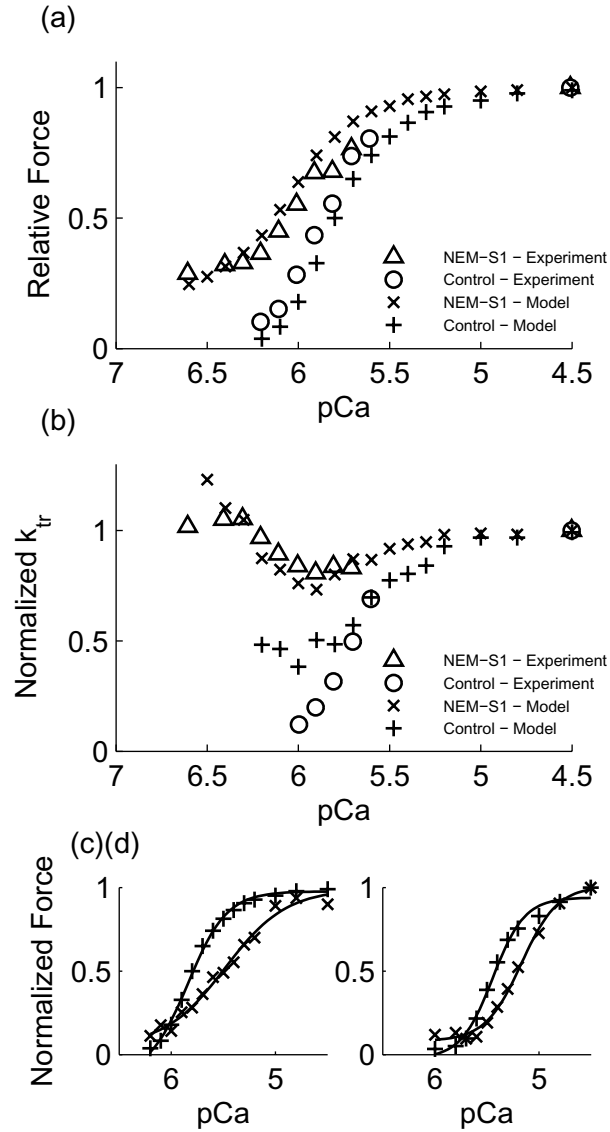 (a)
Relative Force
1
0.5
0
7
6.5
6
5.5
5
4.5
pCa
NEM−S1 − Experiment
Control − Experiment
NEM−S1 − Model
Control − Model
(b)
Normalized ktr
1
0.5
0
7
6.5
6
5.5
5
4.5
pCa
NEM−S1 − Experiment
Control − Experiment
NEM−S1 − Model
Control − Model
(c)(d)
Normalized Force
1
0.5
0
6
5
pCa
1
0.5
0
6
5
pCa